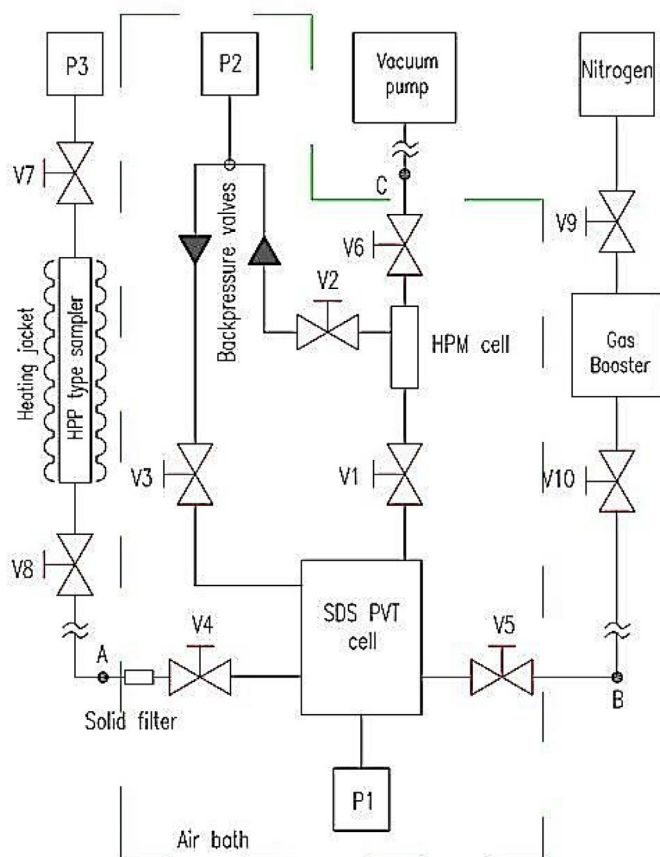 P3
P2
Vacuum
pump
Nitrogen
C
V7
V6
V9
Backpressure valves
V2
Heating jacket
HPP type sampler
HPM cell
Gas
Booster
V3
V1
V10
V8
SDS PVT
cell
V4
V5
A
B
Solid filter
P1
Air bath